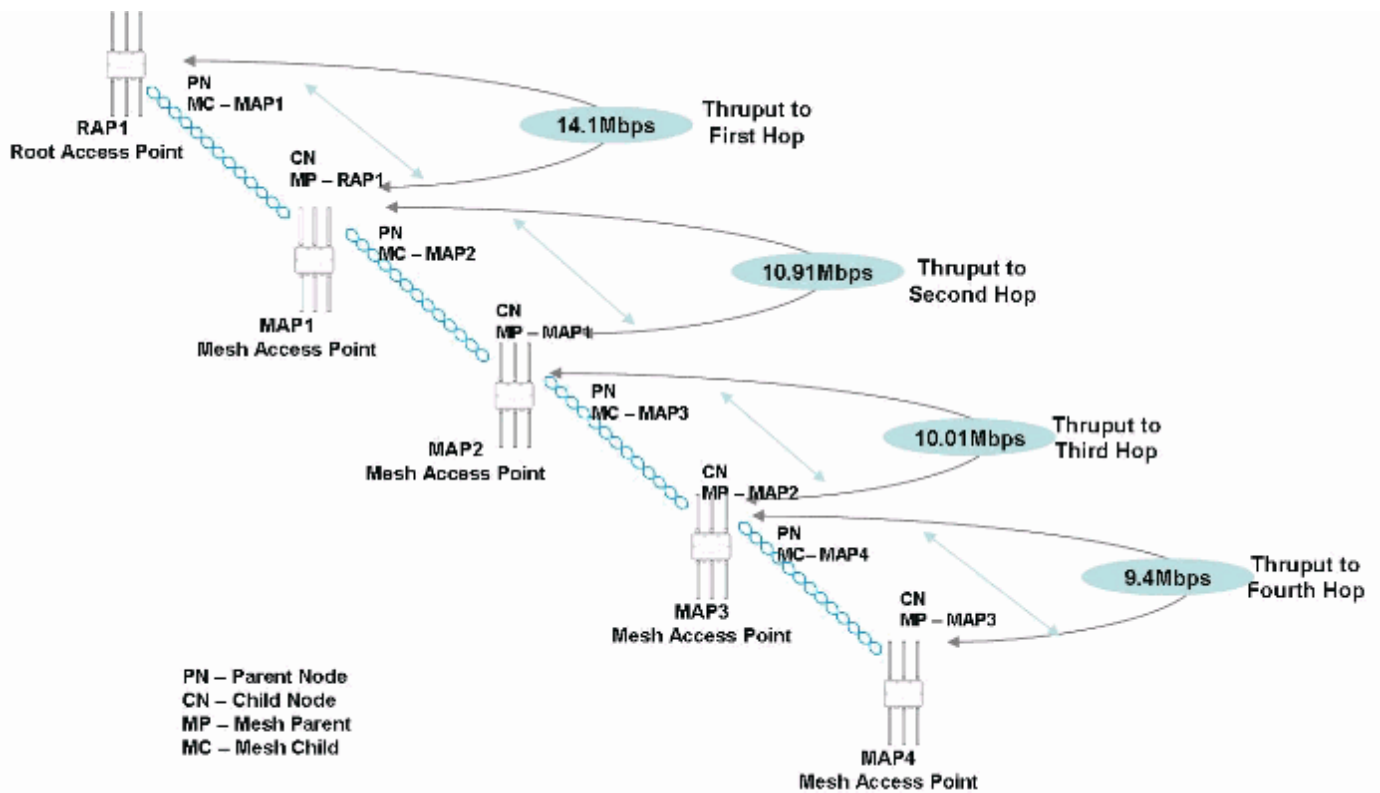 PN
MC – MAP1
RAP1
Root Access Point
14.1Mbps
Thruput to
First Hop
CN
MP – RAP1
PN
MC – MAP2
MAP1
Mesh Access Point
10.91Mbps
Thruput to
Second Hop
CN
MP – MAP1
PN
MC – MAP3
MAP2
Mesh Access Point
10.01Mbps
Thruput to
Third Hop
CN
MP – MAP2
PN
MC– MAP4
MAP3
Mesh Access Point
9.4Mbps
Thruput to
Fourth Hop
CN
MP – MAP3
MAP4
Mesh Access Point
PN – Parent Node
CN – Child Node
MP – Mesh Parent
MC – Mesh Child